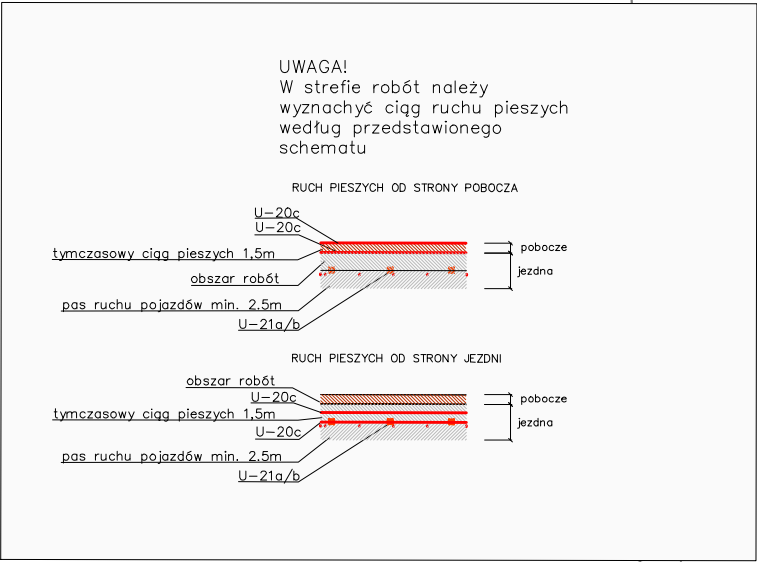 UWAGA!
W strefie robót należy
wyznachyć ciąg ruchu pieszych
według przedstawionego
schematu
RUCH PIESZYCH OD STRONY POBOCZA
U-20c
U-20c
tymczasowy ciąg pieszych 1,5m
obszar robót
pas ruchu pojazdów min. 2.5m
U-21a/b
pobocze
jezdna
RUCH PIESZYCH OD STRONY JEZDNI
obszar robót
U-20c
tymczasowy ciąg pieszych 1,5m
U-20c
pas ruchu pojazdów min. 2.5m
U-21a/b
pobocze
jezdna